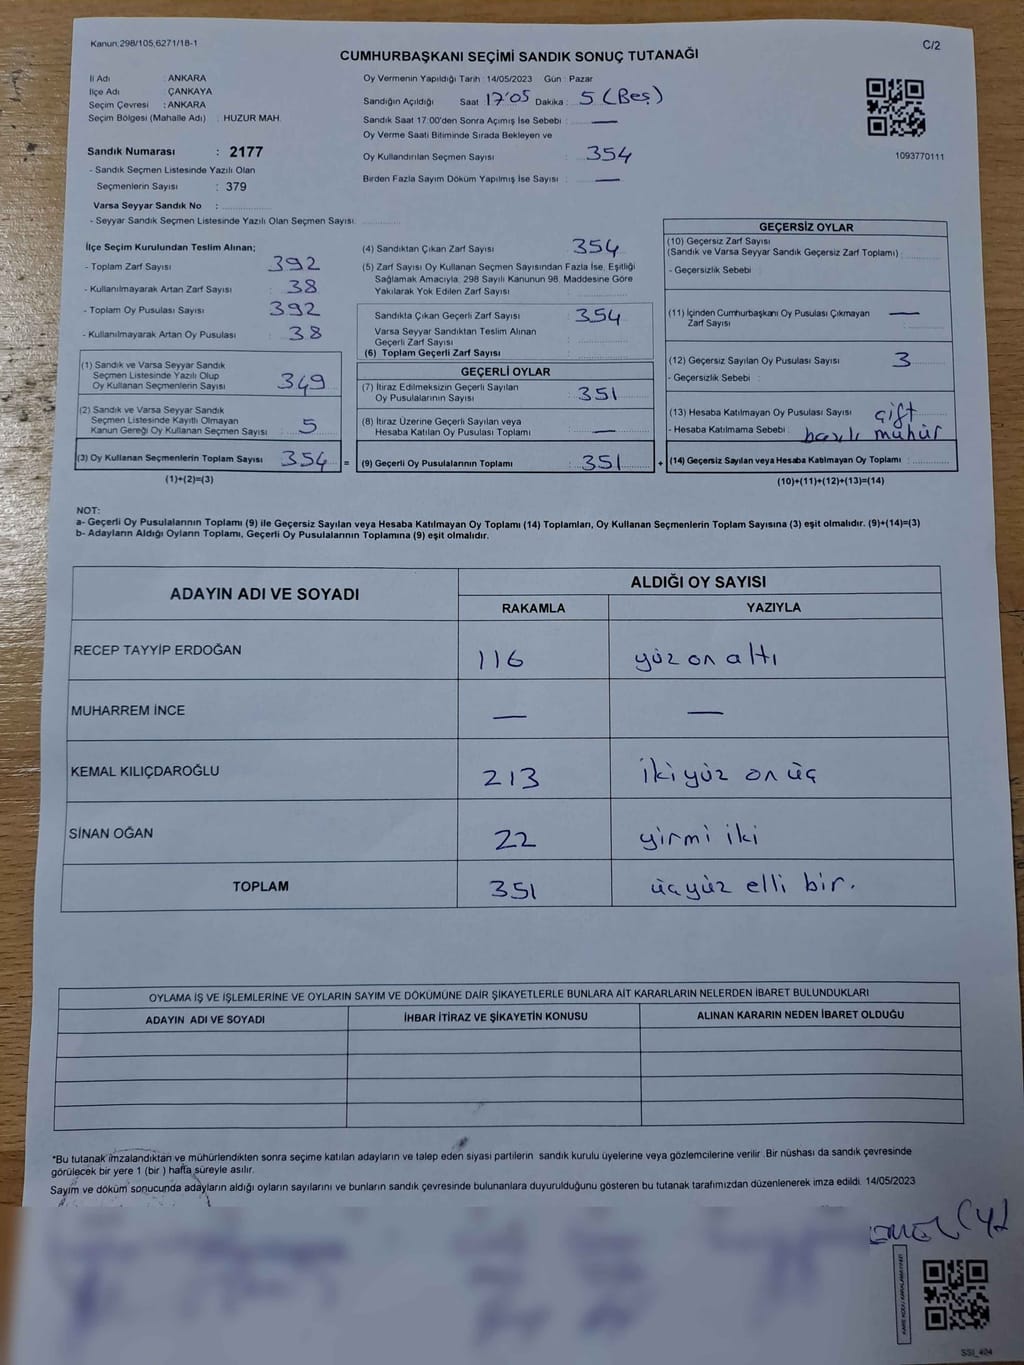 Kanun;298/105,6271/18-1
C/2
CUMHURBAŞKANI SEÇİMİ SANDIK SONUÇ TUTANAĞI
İl Adı : ANKARA
İlçe Adı : ÇANKAYA
Seçim Çevresi : ANKARA
Seçim Bölgesi (Mahalle Adı) : HUZUR MAH.
Oy Vermenin Yapıldığı Tarih : 14/05/2023 Gün : Pazar
Sandığın Açıldığı Saat 17'05 Dakika : 5 (Beş)
Sandık Saat 17:00'den Sonra Açımış İse Sebebi : —
Oy Verme Saati Bitiminde Sırada Bekleyen ve
Oy Kullandırılan Seçmen Sayısı : 354
Birden Fazla Sayım Döküm Yapılmış İse Sayısı : —
1093770111
Sandık Numarası : 2177
- Sandık Seçmen Listesinde Yazılı Olan
Seçmenlerin Sayısı : 379
Varsa Seyyar Sandık No :
- Seyyar Sandık Seçmen Listesinde Yazılı Olan Seçmen Sayısı:
İlçe Seçim Kurulundan Teslim Alınan;
- Toplam Zarf Sayısı : 392
- Kullanılmayarak Artan Zarf Sayısı : 38
- Toplam Oy Pusulası Sayısı : 392
- Kullanılmayarak Artan Oy Pusulası : 38
(1) Sandık ve Varsa Seyyar Sandık
Seçmen Listesinde Yazılı Olup
Oy Kullanan Seçmenlerin Sayısı : 349
(2) Sandık ve Varsa Seyyar Sandık
Seçmen Listesinde Kayıtlı Olmayan
Kanun Gereği Oy Kullanan Seçmen Sayısı : 5
(3) Oy Kullanan Seçmenlerin Toplam Sayısı : 354 =
(1)+(2)=(3)
(4) Sandıktan Çıkan Zarf Sayısı : 354
(5) Zarf Sayısı Oy Kullanan Seçmen Sayısından Fazla İse, Eşitliği
Sağlamak Amacıyla, 298 Sayılı Kanunun 98. Maddesine Göre
Yakılarak Yok Edilen Zarf Sayısı :
Sandıkta Çıkan Geçerli Zarf Sayısı : 354
Varsa Seyyar Sandıktan Teslim Alınan
Geçerli Zarf Sayısı :
(6) Toplam Geçerli Zarf Sayısı :
GEÇERLİ OYLAR
(7) İtiraz Edilmeksizin Geçerli Sayılan
Oy Pusulalarının Sayısı : 351
(8) İtiraz Üzerine Geçerli Sayılan veya
Hesaba Katılan Oy Pusulası Toplamı : —
(9) Geçerli Oy Pusulalarının Toplamı : 351 +
GEÇERSİZ OYLAR
(10) Geçersiz Zarf Sayısı
(Sandık ve Varsa Seyyar Sandık Geçersiz Zarf Toplamı) :
- Geçersizlik Sebebi :
(11) İçinden Cumhurbaşkanı Oy Pusulası Çıkmayan
Zarf Sayısı : —
(12) Geçersiz Sayılan Oy Pusulası Sayısı : 3
- Geçersizlik Sebebi :
(13) Hesaba Katılmayan Oy Pusulası Sayısı : çift
- Hesaba Katılmama Sebebi : mühür
(14) Geçersiz Sayılan veya Hesaba Katılmayan Oy Toplamı :
(10)+(11)+(12)+(13)=(14)
NOT:
a- Geçerli Oy Pusulalarının Toplamı (9) ile Geçersiz Sayılan veya Hesaba Katılmayan Oy Toplamı (14) Toplamları, Oy Kullanan Seçmenlerin Toplam Sayısına (3) eşit olmalıdır. (9)+(14)=(3)
b- Adayların Aldığı Oyların Toplamı, Geçerli Oy Pusulalarının Toplamına (9) eşit olmalıdır.
ADAYIN ADI VE SOYADI ALDIĞI OY SAYISI
RAKAMLA YAZIYLA
RECEP TAYYİP ERDOĞAN 116 yüz on altı
MUHARREM İNCE — —
KEMAL KILIÇDAROĞLU 213 iki yüz on üç
SİNAN OĞAN 22 yirmi iki
TOPLAM 351 üçyüz elli bir.
OYLAMA İŞ VE İŞLEMLERİNE VE OYLARIN SAYIM VE DÖKÜMÜNE DAİR ŞİKAYETLERLE BUNLARA AİT KARARLARIN NELERDEN İBARET BULUNDUKLARI
ADAYIN ADI VE SOYADI İHBAR İTİRAZ VE ŞİKAYETİN KONUSU ALINAN KARARIN NEDEN İBARET OLDUĞU
*Bu tutanak imzalandıktan ve mühürlendikten sonra seçime katılan adayların ve talep eden siyasi partilerin sandık kurulu üyelerine veya gözlemcilerine verilir. Bir nüshası da sandık çevresinde
görülecek bir yere 1 (bir ) hafta süreyle asılır.
Sayım ve döküm sonucunda adayların aldığı oyların sayılarını ve bunların sandık çevresinde bulunanlara duyurulduğunu gösteren bu tutanak tarafımızdan düzenlenerek imza edildi. 14/05/2023
SSI_404